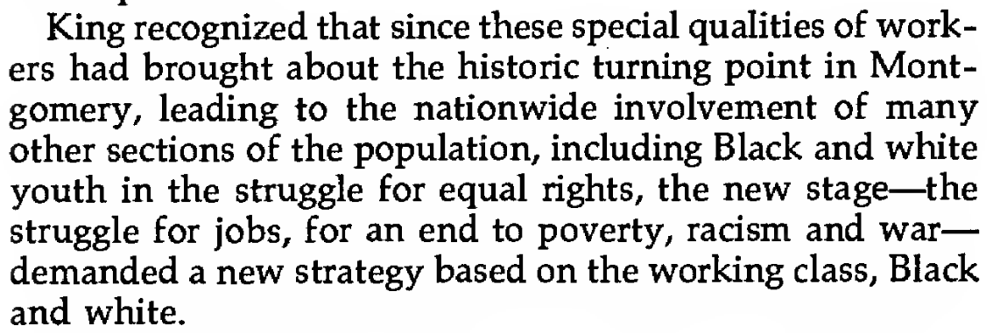 King recognized that since these special qualities of work-
ers had brought about the historic turning point in Mont-
gomery, leading to the nationwide involvement of many
other sections of the population, including Black and white
youth in the struggle for equal rights, the new stage—the
struggle for jobs, for an end to poverty, racism and war—
demanded a new strategy based on the working class, Black
and white.